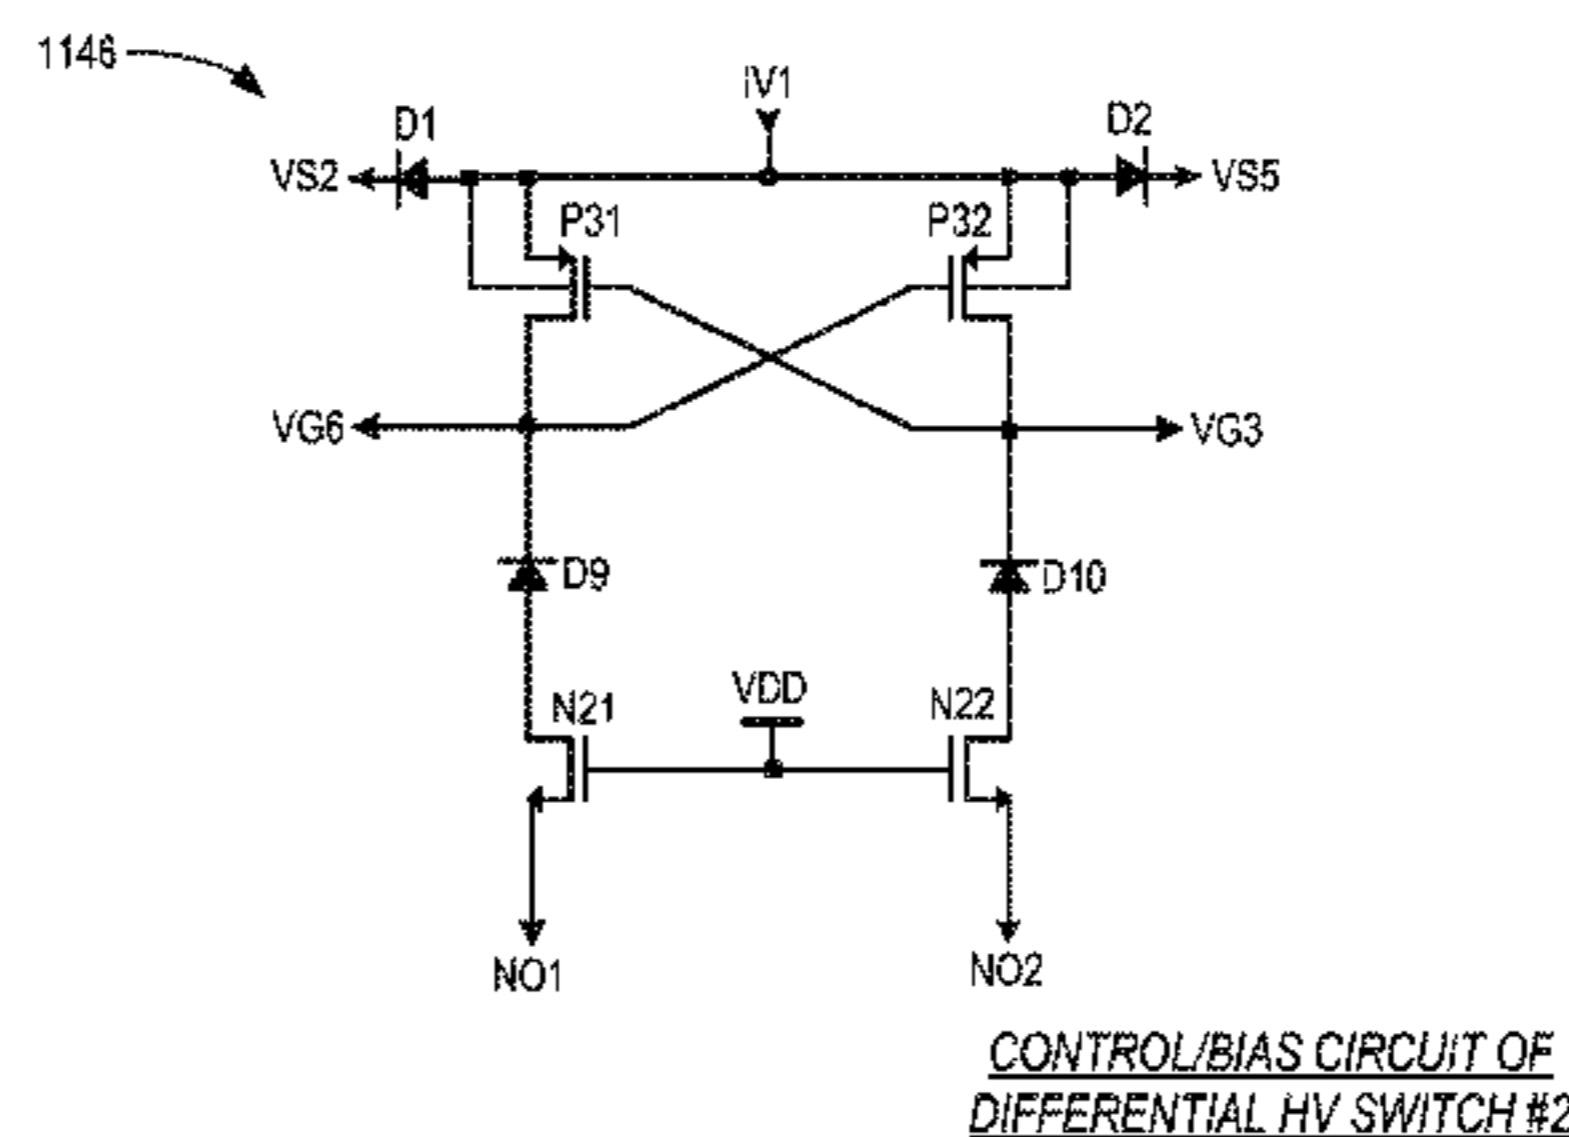 1146
IV1
D1
D2
VS2
VS5
P31
P32
VG6
VG3
D9
D10
N21
VDD
N22
NO1
NO2
CONTROL/BIAS CIRCUIT OF
DIFFERENTIAL HV SWITCH #2